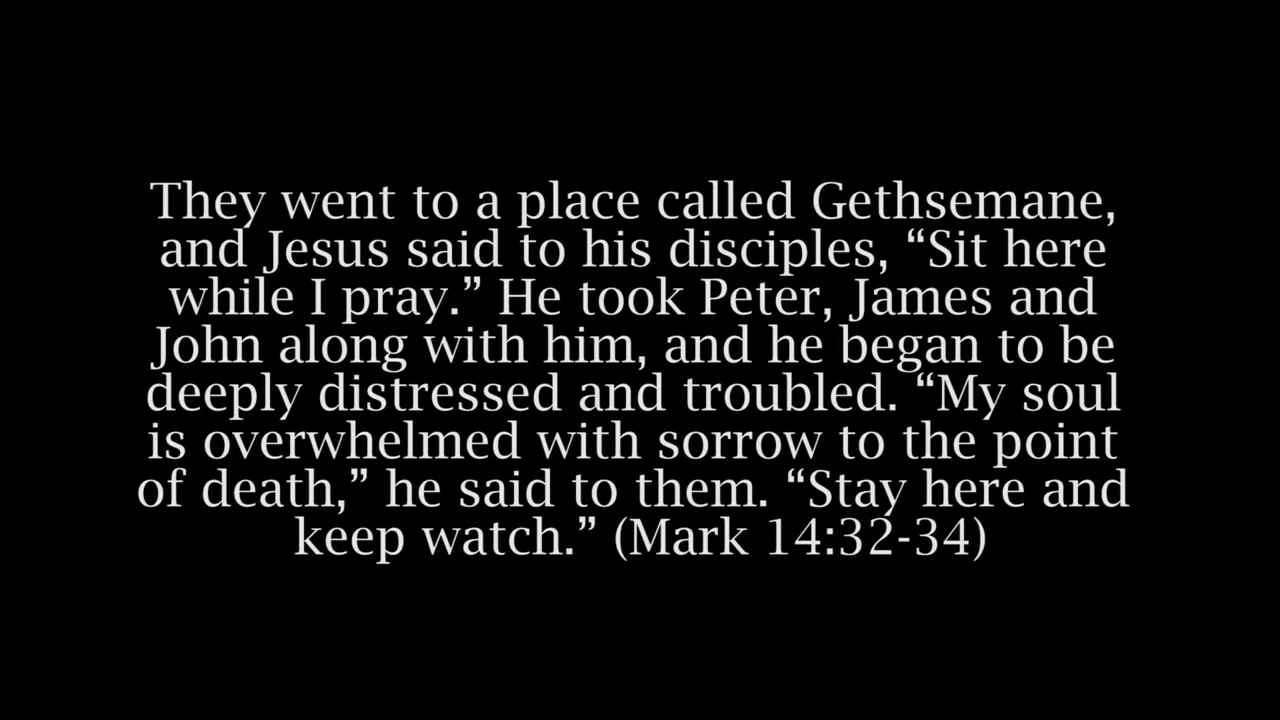 They went to a place called Gethsemane,
and Jesus said to his disciples, “Sit here
while I pray.” He took Peter, James and
John along with him, and he began to be
deeply distressed and troubled. “My soul
is overwhelmed with sorrow to the point
of death,” he said to them. “Stay here and
keep watch.” (Mark 14:32-34)